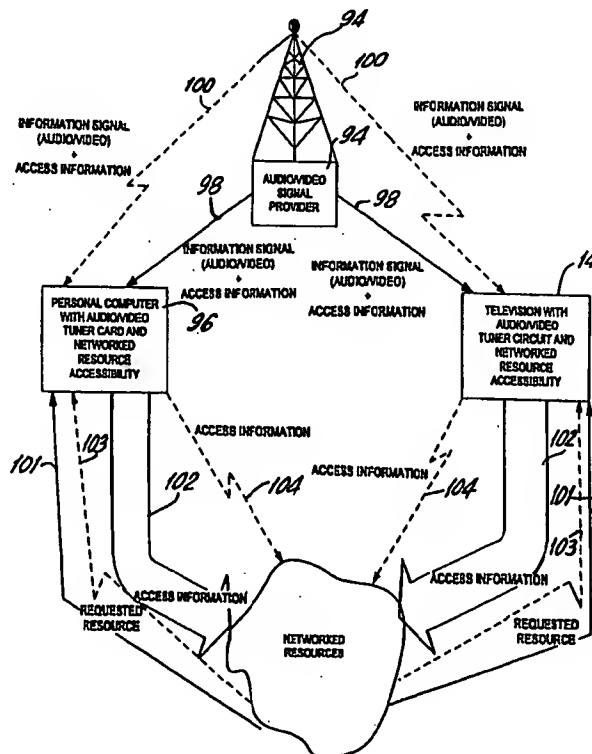 94
100
100
INFORMATION SIGNAL
(AUDIO/VIDEO)
+
ACCESS INFORMATION
INFORMATION SIGNAL
(AUDIO/VIDEO)
+
ACCESS INFORMATION
94
AUDIO/VIDEO
SIGNAL
PROVIDER
98
98
INFORMATION SIGNAL
(AUDIO/VIDEO)
+
ACCESS INFORMATION
INFORMATION SIGNAL
(AUDIO/VIDEO)
+
ACCESS INFORMATION
PERSONAL COMPUTER
WITH AUDIO/VIDEO
TUNER CARD AND
NETWORKED
RESOURCE
ACCESSIBILITY
96
14
TELEVISION WITH
AUDIO/VIDEO
TUNER CIRCUIT AND
NETWORKED
RESOURCE
ACCESSIBILITY
101
103
102
ACCESS INFORMATION
104
ACCESS INFORMATION
104
102
101
103
ACCESS INFORMATION
REQUESTED
RESOURCE
NETWORKED
RESOURCES
ACCESS INFORMATION
REQUESTED
RESOURCE